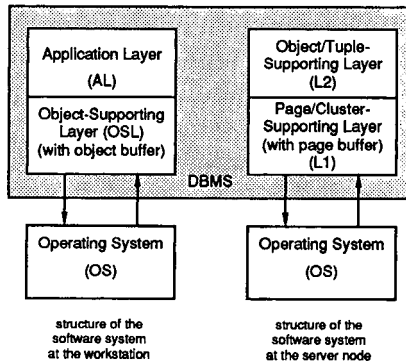 Application Layer
(AL)
Object-Supporting
Layer (OSL)
(with object buffer)
Object/Tuple-
Supporting Layer
(L2)
Page/Cluster-
Supporting Layer
(with page buffer)
(L1)
DBMS
Operating System
(OS)
Operating System
(OS)
structure of the
software system
at the workstation
structure of the
software system
at the server node